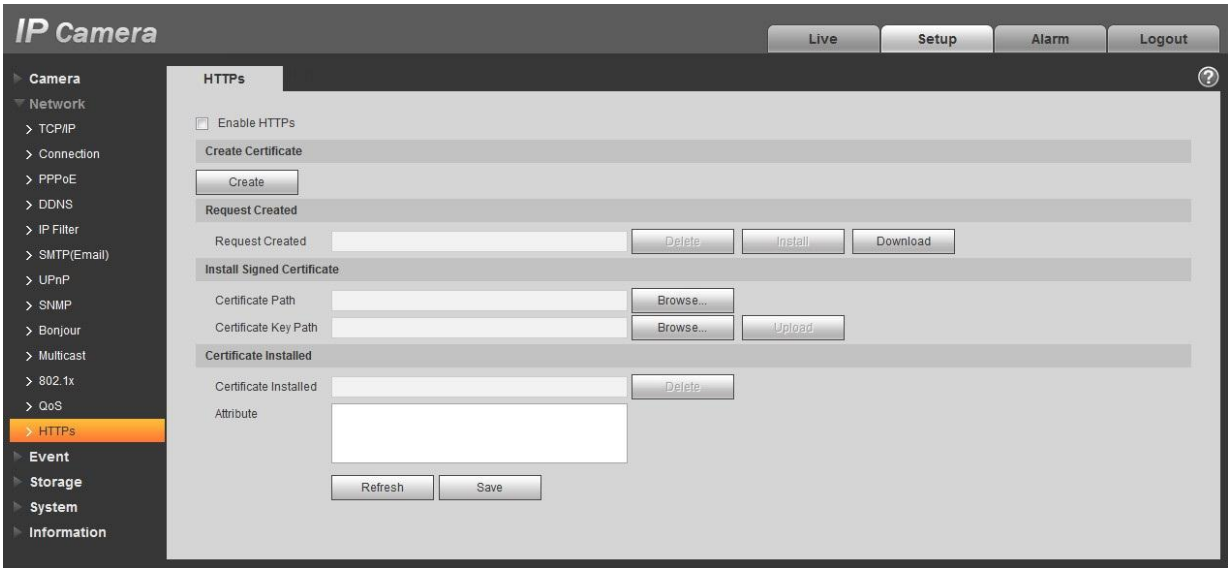 IP Camera
Live Setup Alarm Logout
Camera
Network
TCP/IP
Connection
PPPoE
DDNS
IP Filter
SMTP(Email)
UPnP
SNMP
Bonjour
Multicast
802.1x
QoS
HTTPs
Event
Storage
System
Information
HTTPs
?
Enable HTTPs
Create Certificate
Create
Request Created
Request Created Delete Install Download
Install Signed Certificate
Certificate Path Browse...
Certificate Key Path Browse... Upload
Certificate Installed
Certificate Installed Delete
Attribute
Refresh Save